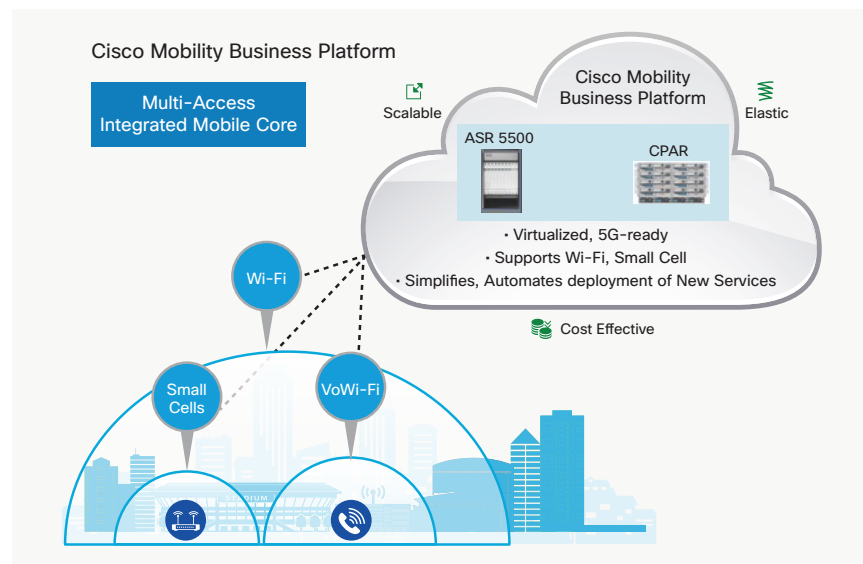 Cisco Mobility Business Platform
Multi-Access
Integrated Mobile Core
Cisco Mobility
Business Platform
Scalable
Elastic
ASR 5500
CPAR
• Virtualized, 5G-ready
• Supports Wi-Fi, Small Cell
• Simplifies, Automates deployment of New Services
Cost Effective
Wi-Fi
Small
Cells
VoWi-Fi
STADIUM